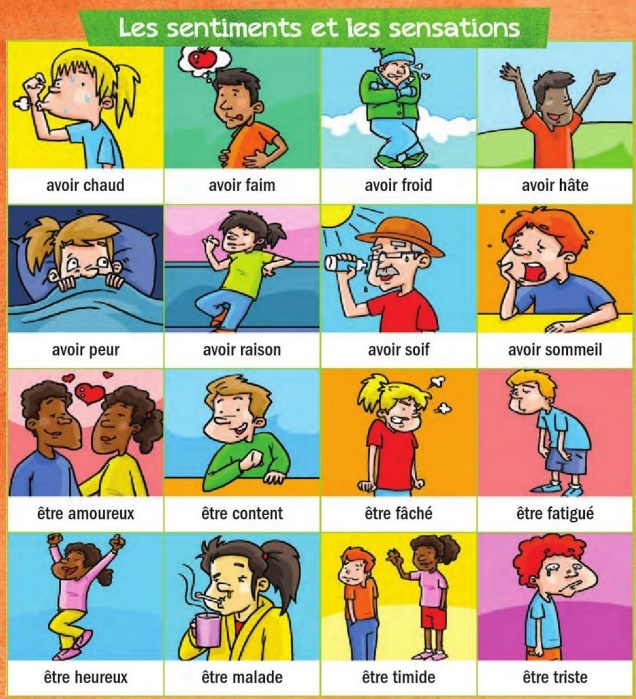 Les sentiments et les sensations
avoir chaud
avoir faim
avoir froid
avoir hâte
avoir peur
avoir raison
avoir soif
avoir sommeil
être amoureux
être content
être fâché
être fatigué
être heureux
être malade
être timide
être triste